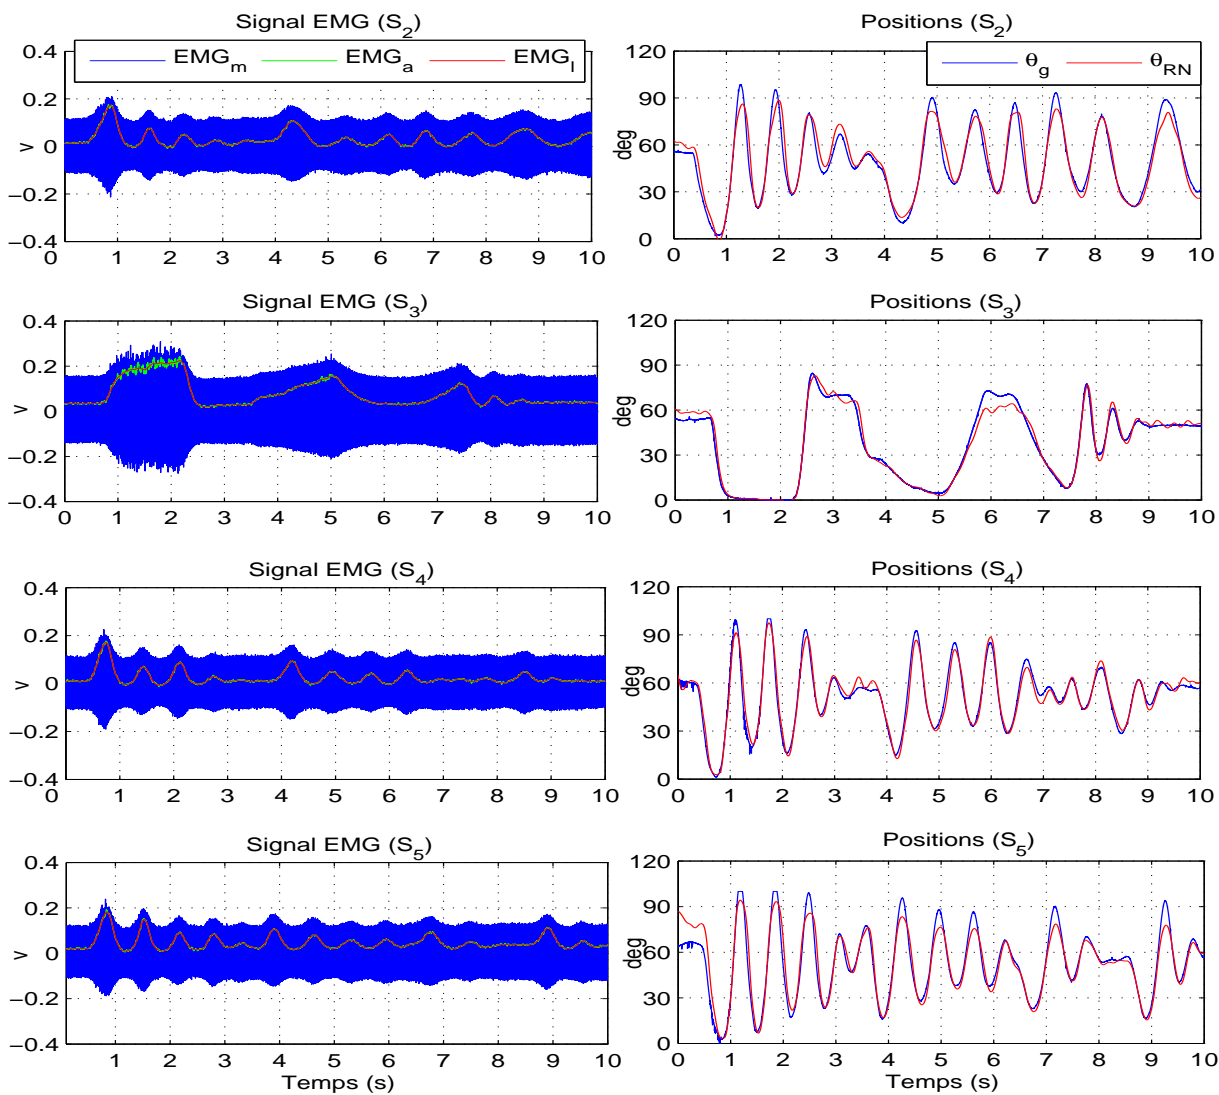 Signal EMG (S2)
0.4
0.2
0
−0.2
−0.4
v
EMGm EMGa EMGl
0 1 2 3 4 5 6 7 8 9 10
Positions (S2)
120
90
60
30
0
deg
θg θRN
0 1 2 3 4 5 6 7 8 9 10
Signal EMG (S3)
0.4
0.2
0
−0.2
−0.4
v
0 1 2 3 4 5 6 7 8 9 10
Positions (S3)
120
90
60
30
0
deg
0 1 2 3 4 5 6 7 8 9 10
Signal EMG (S4)
0.4
0.2
0
−0.2
−0.4
v
0 1 2 3 4 5 6 7 8 9 10
Positions (S4)
120
90
60
30
0
deg
0 1 2 3 4 5 6 7 8 9 10
Signal EMG (S5)
0.4
0.2
0
−0.2
−0.4
v
1 2 3 4 5 6 7 8 9 10
Temps (s)
Positions (S5)
120
90
60
30
0
deg
0 1 2 3 4 5 6 7 8 9 10
Temps (s)